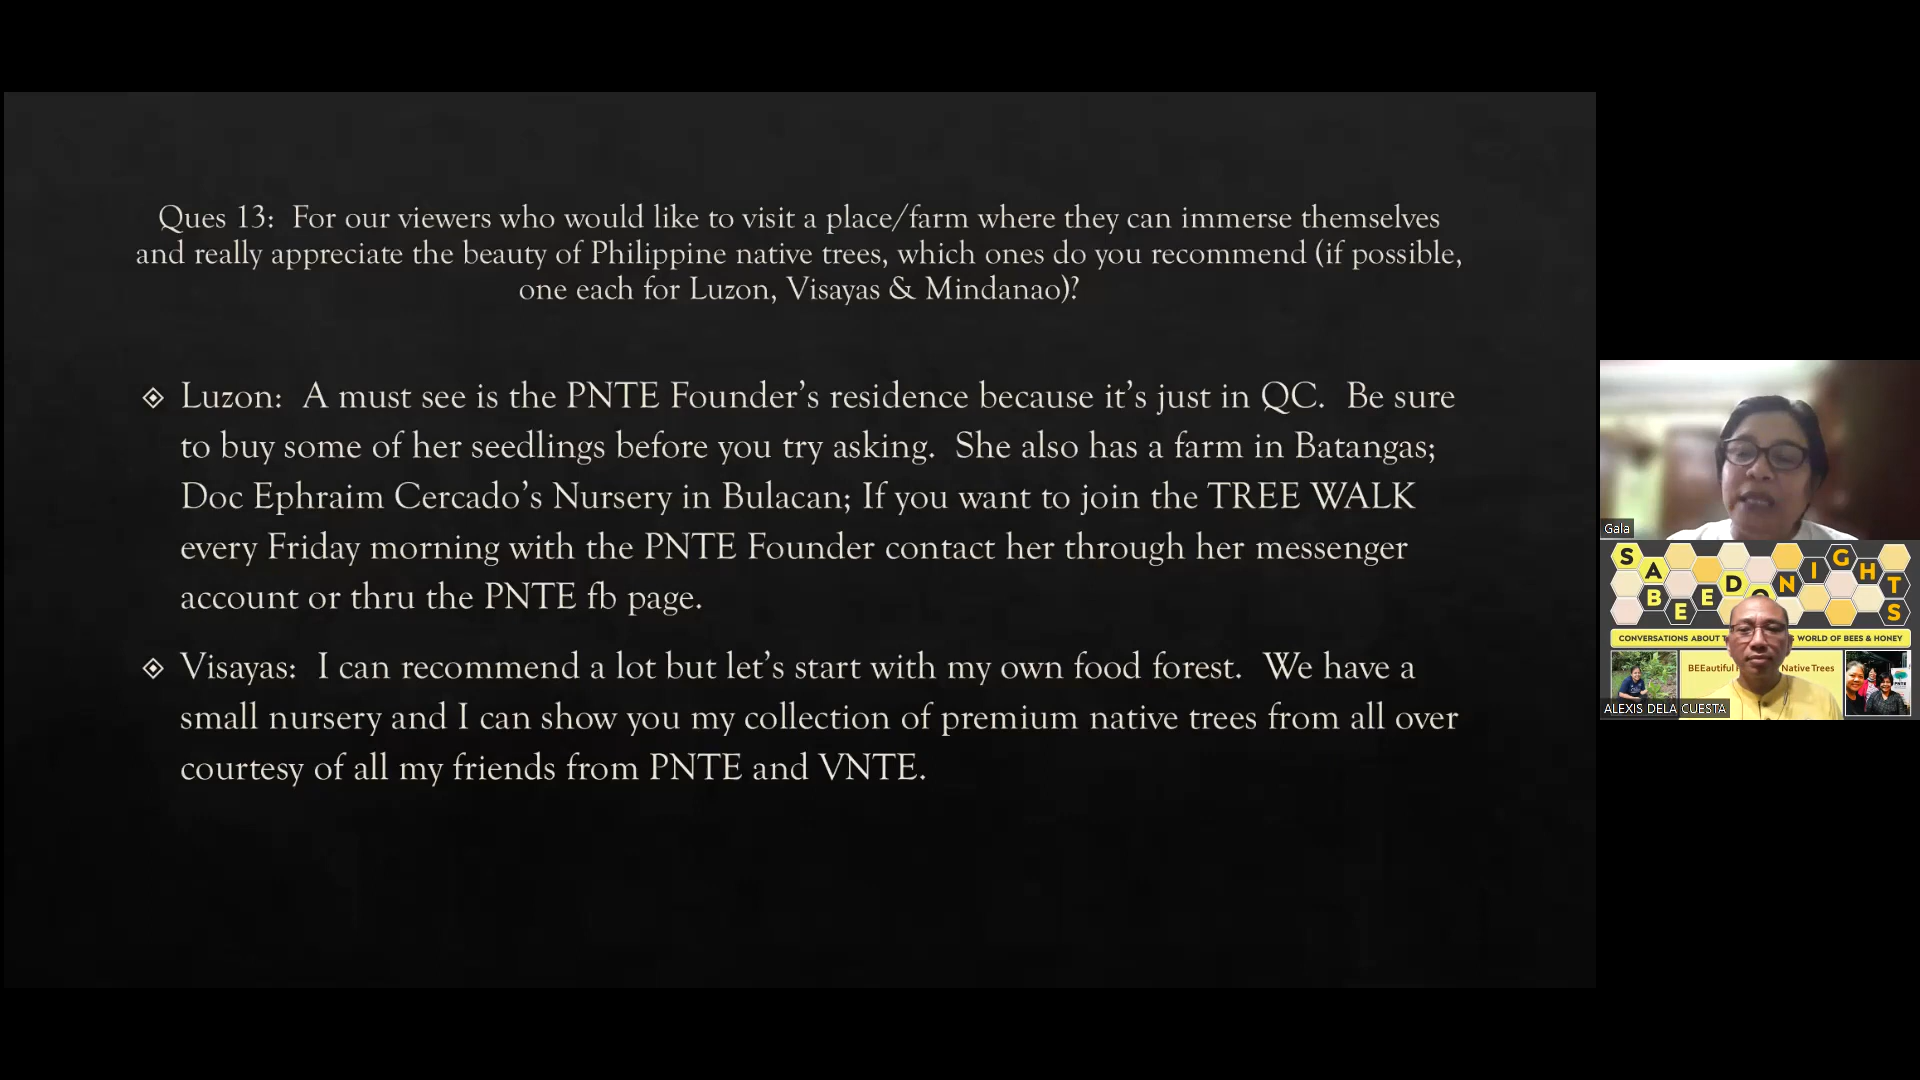 Ques 13:  For our viewers who would like to visit a place/farm where they can immerse themselves
and really appreciate the beauty of Philippine native trees, which ones do you recommend (if possible,
one each for Luzon, Visayas & Mindanao)?
Luzon:  A must see is the PNTE Founder’s residence because it’s just in QC.  Be sure
to buy some of her seedlings before you try asking.  She also has a farm in Batangas;
Doc Ephraim Cercado’s Nursery in Bulacan; If you want to join the TREE WALK
every Friday morning with the PNTE Founder contact her through her messenger
account or thru the PNTE fb page.
Visayas:  I can recommend a lot but let’s start with my own food forest.  We have a
small nursery and I can show you my collection of premium native trees from all over
courtesy of all my friends from PNTE and VNTE.
Gala
SABEEDO NIGHTS
CONVERSATIONS ABOUT WORLD OF BEES & HONEY
BEEautiful Native Trees
PNTE
ALEXIS DELA CUESTA